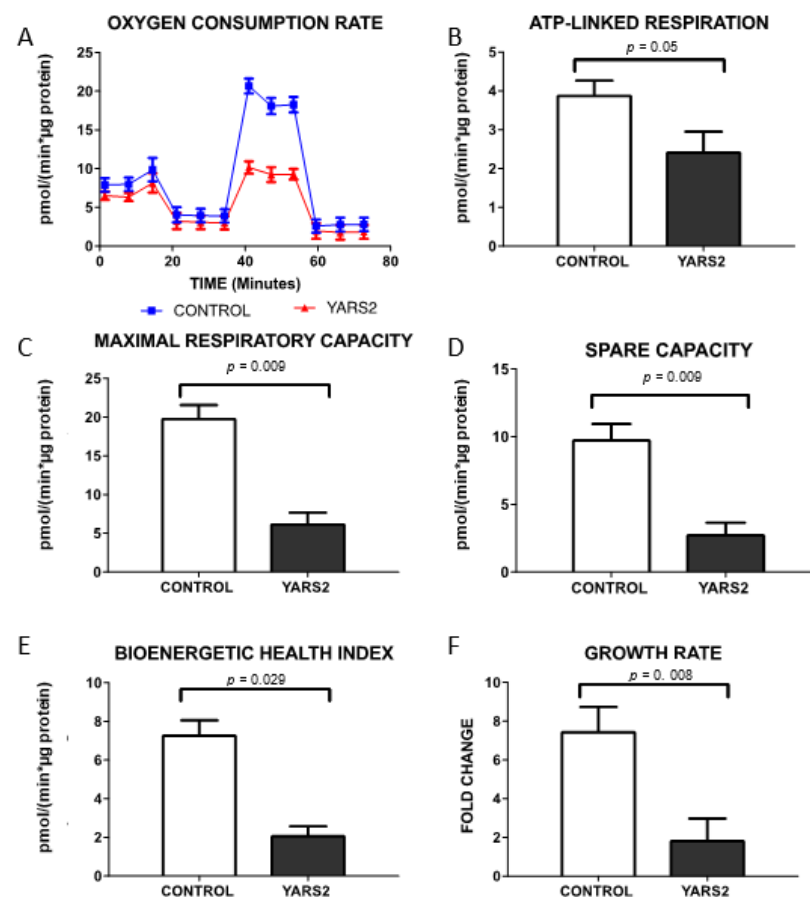 A
OXYGEN CONSUMPTION RATE
pmol/(min*µg protein)
25
20
15
10
5
0
0
20
40
60
80
TIME (Minutes)
CONTROL
YARS2
B
ATP-LINKED RESPIRATION
p = 0.05
pmol/(min*µg protein)
5
4
3
2
1
0
CONTROL
YARS2
C
MAXIMAL RESPIRATORY CAPACITY
p = 0.009
pmol/(min*µg protein)
25
20
15
10
5
0
CONTROL
YARS2
D
SPARE CAPACITY
p = 0.009
pmol/(min*µg protein)
15
10
5
0
CONTROL
YARS2
E
BIOENERGETIC HEALTH INDEX
p = 0.029
pmol/(min*µg protein)
10
8
6
4
2
0
CONTROL
YARS2
F
GROWTH RATE
p = 0. 008
FOLD CHANGE
10
8
6
4
2
0
CONTROL
YARS2